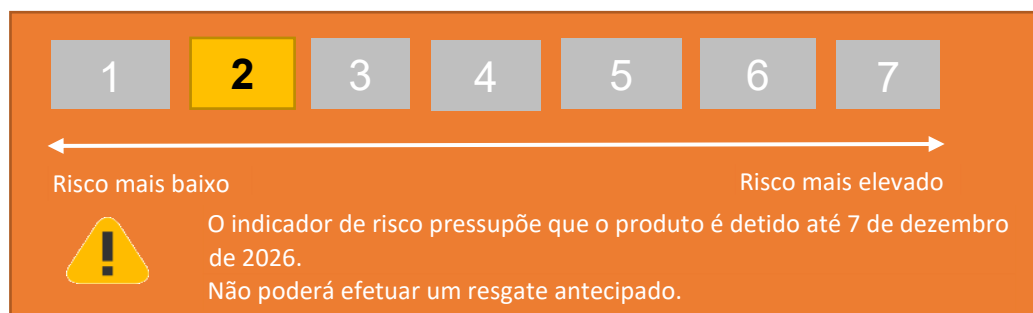 1 2 3 4 5 6 7
Risco mais baixo Risco mais elevado
O indicador de risco pressupõe que o produto é detido até 7 de dezembro
de 2026.
Não poderá efetuar um resgate antecipado.